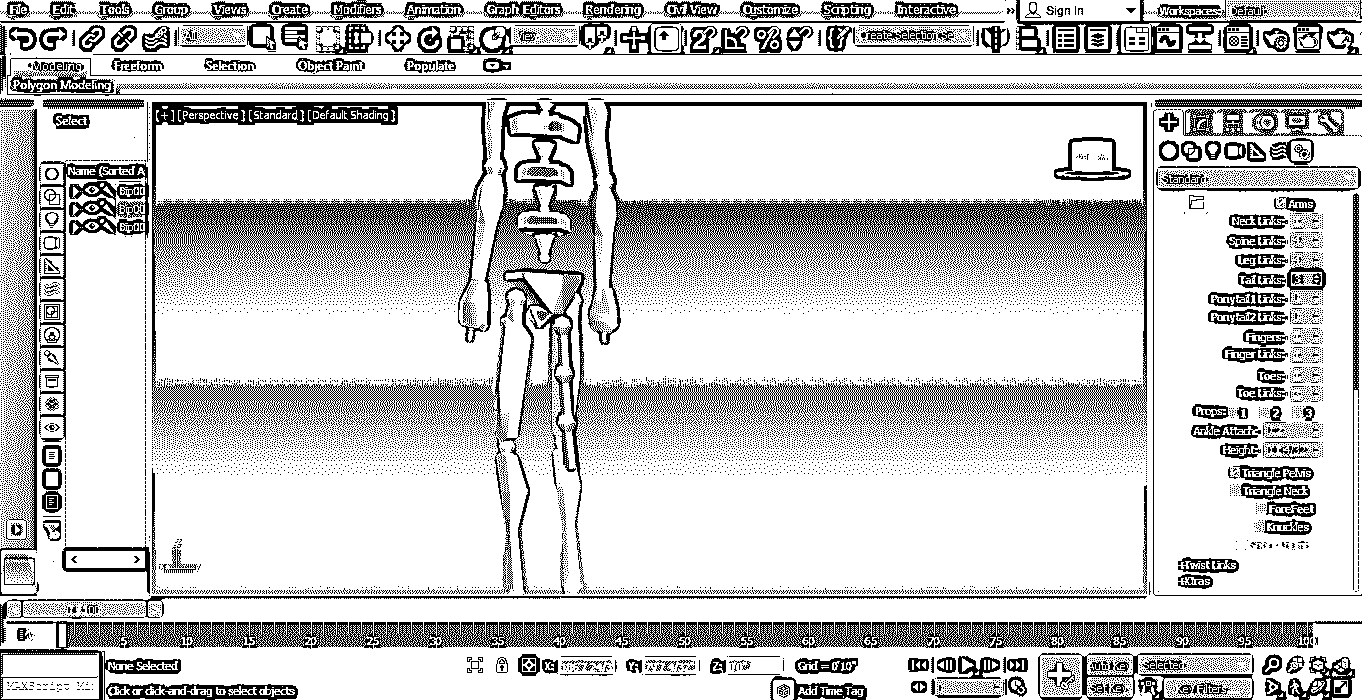 File Edit Tools Group Views Create Modifiers Animation Graph Editors Rendering Civil View Customize Scripting Interactive » Sign In Workspaces: Default
All View Create Selection Se
Modeling Freeform Selection Object Paint Populate
Polygon Modeling
Select
[+] [Perspective ] [Standard ] [Default Shading ]
Name (Sorted A
Bip00
Bip00
Bip00
Standard
Arms
Neck Links:
Spine Links:
Leg Links:
Tail Links: 3
Ponytail1 Links:
Ponytail2 Links:
Fingers:
Finger Links:
Toes:
Toe Links:
Props: 1 2 3
Ankle Attach:
Height:
Triangle Pelvis
Triangle Neck
ForeFeet
Knuckles
Twist Links
Xtras
5 10 15 20 25 30 35 40 45 50 55 60 65 70 75 80 85 90 95 100
None Selected X: Y: Z: Grid = 0'10" Auto Key Selected
MAXScript Mi Click or click-and-drag to select objects Add Time Tag Set Key Key Filters...